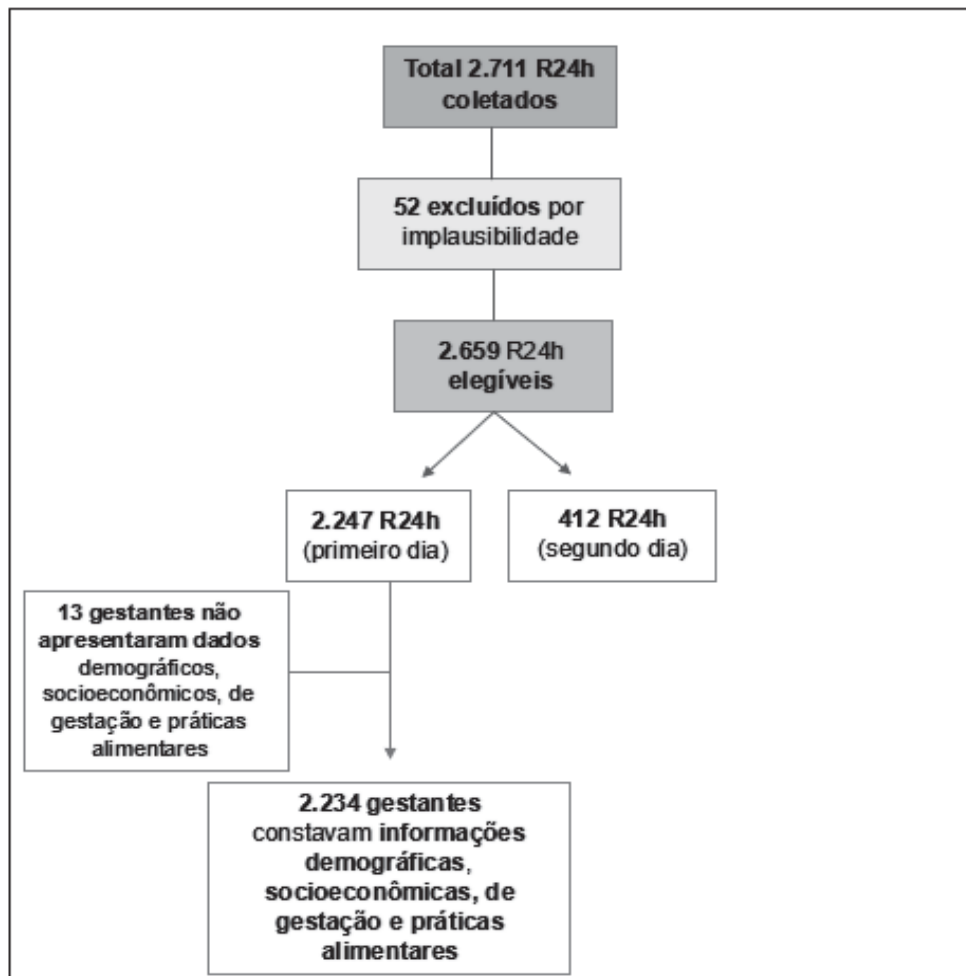 Total 2.711 R24h
coletados
52 excluídos por
implausibilidade
2.659 R24h
elegíveis
2.247 R24h
(primeiro dia)
412 R24h
(segundo dia)
13 gestantes não
apresentaram dados
demográficos,
socioeconômicos, de
gestação e práticas
alimentares
2.234 gestantes
constavam informações
demográficas,
socioeconômicas, de
gestação e práticas
alimentares